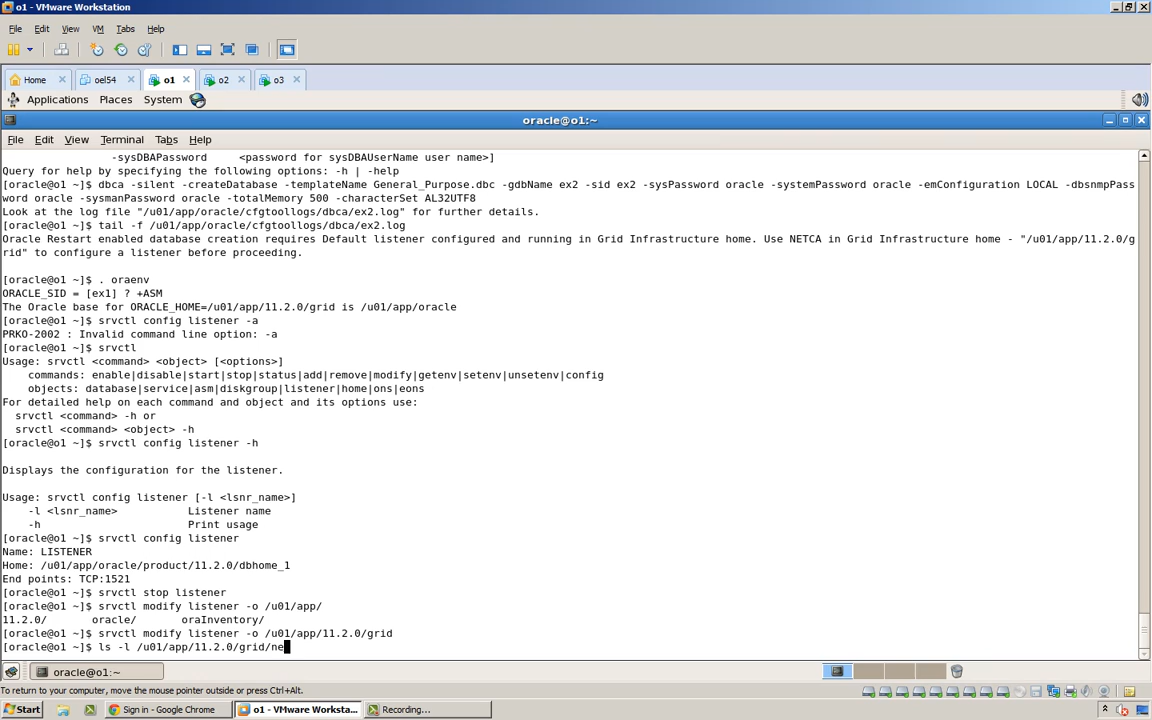 o1 - VMware Workstation
File Edit View VM Tabs Help
Home oel54 o1 o2 o3
Applications Places System
oracle@o1:~
File Edit View Terminal Tabs Help
-sysDBAPassword <password for sysDBAUserName user name>]
Query for help by specifying the following options: -h | -help
[oracle@o1 ~]$ dbca -silent -createDatabase -templateName General_Purpose.dbc -gdbName ex2 -sid ex2 -sysPassword oracle -systemPassword oracle -emConfiguration LOCAL -dbsnmpPass
word oracle -sysmanPassword oracle -totalMemory 500 -characterSet AL32UTF8
Look at the log file "/u01/app/oracle/cfgtoollogs/dbca/ex2.log" for further details.
[oracle@o1 ~]$ tail -f /u01/app/oracle/cfgtoollogs/dbca/ex2.log
Oracle Restart enabled database creation requires Default listener configured and running in Grid Infrastructure home. Use NETCA in Grid Infrastructure home - "/u01/app/11.2.0/g
rid" to configure a listener before proceeding.
[oracle@o1 ~]$ . oraenv
ORACLE_SID = [ex1] ? +ASM
The Oracle base for ORACLE_HOME=/u01/app/11.2.0/grid is /u01/app/oracle
[oracle@o1 ~]$ srvctl config listener -a
PRKO-2002 : Invalid command line option: -a
[oracle@o1 ~]$ srvctl
Usage: srvctl <command> <object> [<options>]
commands: enable|disable|start|stop|status|add|remove|modify|getenv|setenv|unsetenv|config
objects: database|service|asm|diskgroup|listener|home|ons|eons
For detailed help on each command and object and its options use:
srvctl <command> -h or
srvctl <command> <object> -h
[oracle@o1 ~]$ srvctl config listener -h
Displays the configuration for the listener.
Usage: srvctl config listener [-l <lsnr_name>]
-l <lsnr_name> Listener name
-h Print usage
[oracle@o1 ~]$ srvctl config listener
Name: LISTENER
Home: /u01/app/oracle/product/11.2.0/dbhome_1
End points: TCP:1521
[oracle@o1 ~]$ srvctl stop listener
[oracle@o1 ~]$ srvctl modify listener -o /u01/app/
11.2.0/ oracle/ oraInventory/
[oracle@o1 ~]$ srvctl modify listener -o /u01/app/11.2.0/grid
[oracle@o1 ~]$ ls -l /u01/app/11.2.0/grid/ne
oracle@o1:~
To return to your computer, move the mouse pointer outside or press Ctrl+Alt.
Start Sign in - Google Chrome o1 - VMware Worksta... Recording...